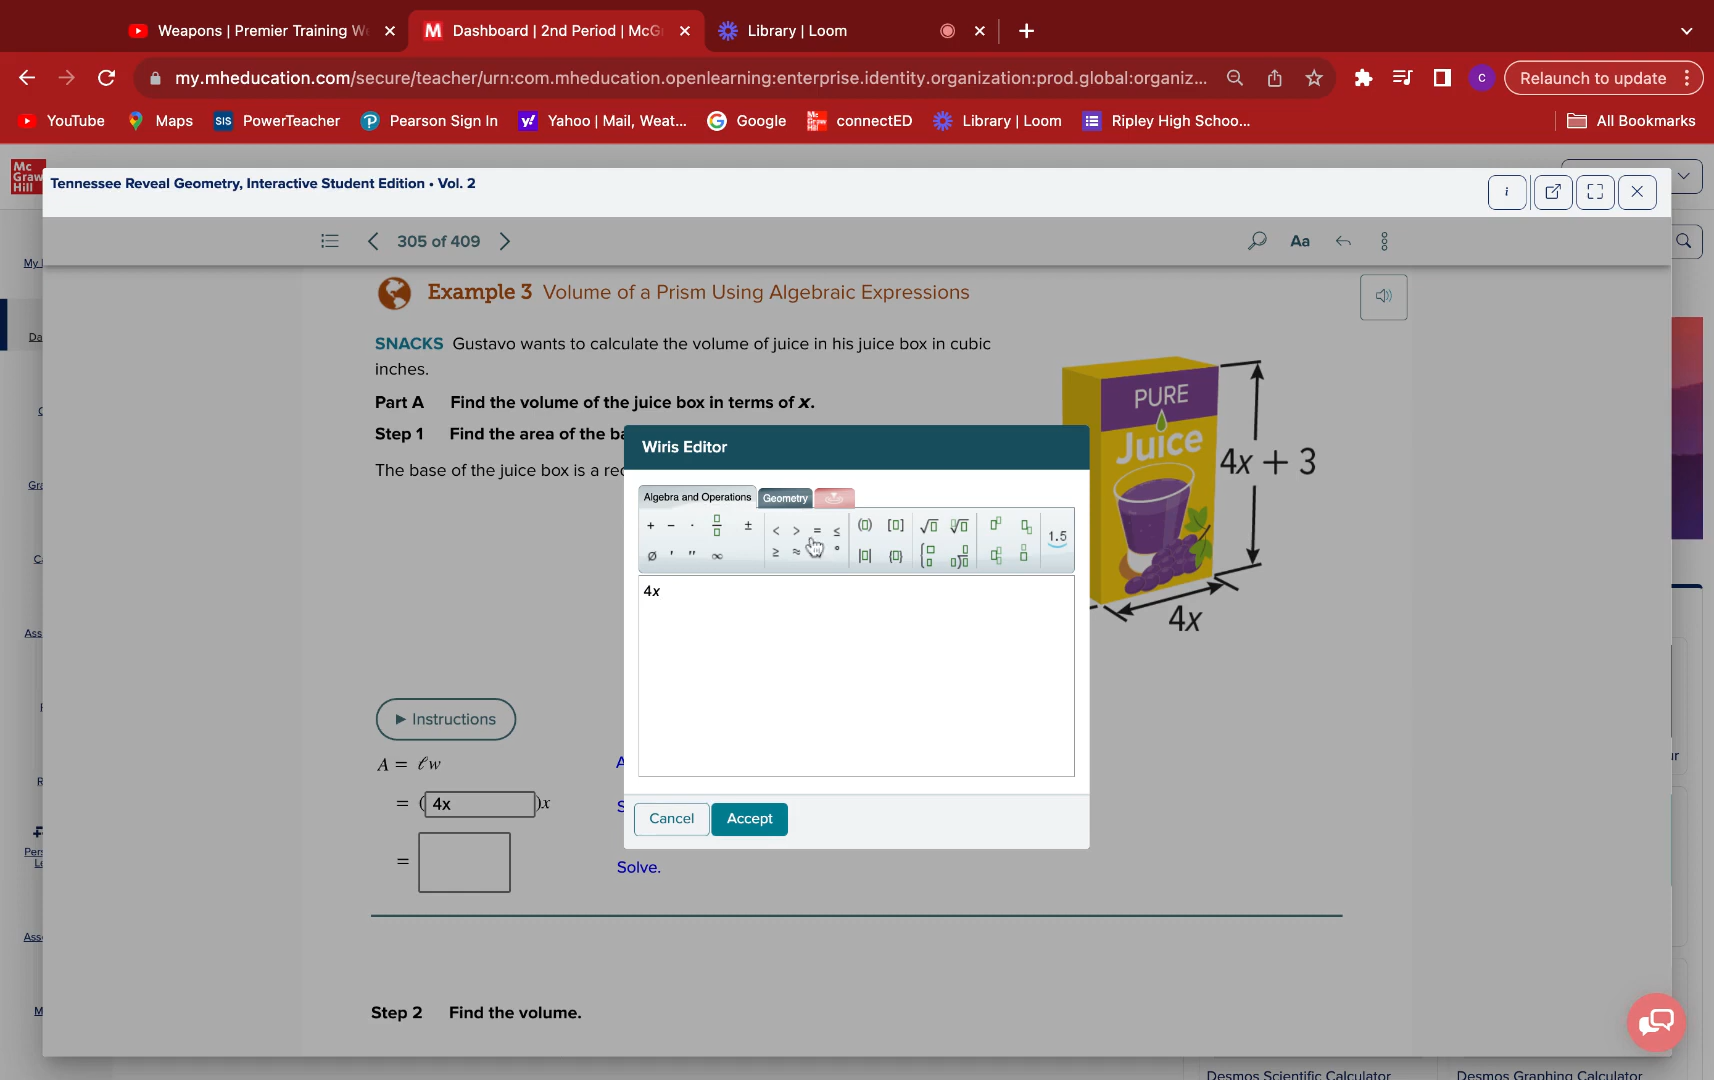 Weapons | Premier Training W
Dashboard | 2nd Period | McG
Library | Loom
my.mheducation.com/secure/teacher/urn:com.mheducation.openlearning:enterprise.identity.organization:prod.global:organiz...
C
Relaunch to update
YouTube
Maps
SIS PowerTeacher
Pearson Sign In
Yahoo | Mail, Weat...
Google
connectED
Library | Loom
Ripley High Schoo...
All Bookmarks
Mc Graw Hill
Tennessee Reveal Geometry, Interactive Student Edition • Vol. 2
i
305 of 409
Aa
Example 3 Volume of a Prism Using Algebraic Expressions
SNACKS Gustavo wants to calculate the volume of juice in his juice box in cubic
inches.
Part A Find the volume of the juice box in terms of x.
Step 1 Find the area of the ba
The base of the juice box is a rec
PURE
Juice
4x + 3
4x
Wiris Editor
Algebra and Operations
Geometry
+ − · ±
< > = ≤
∅ ' '' ∞
≥ ≈ °
1.5
4x
Cancel
Accept
▶ Instructions
A = ℓw
= (4x)x
=
Solve.
Step 2 Find the volume.
Desmos Scientific Calculator
Desmos Graphing Calculator